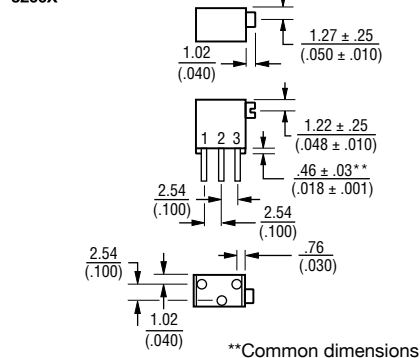 1.27 ± .25
(.050 ± .010)
1.02
(.040)
1.22 ± .25
(.048 ± .010)
1 2 3
.46 ± .03**
(.018 ± .001)
2.54
(.100)
2.54
(.100)
.76
(.030)
2.54
(.100)
1.02
(.040)
**Common dimensions